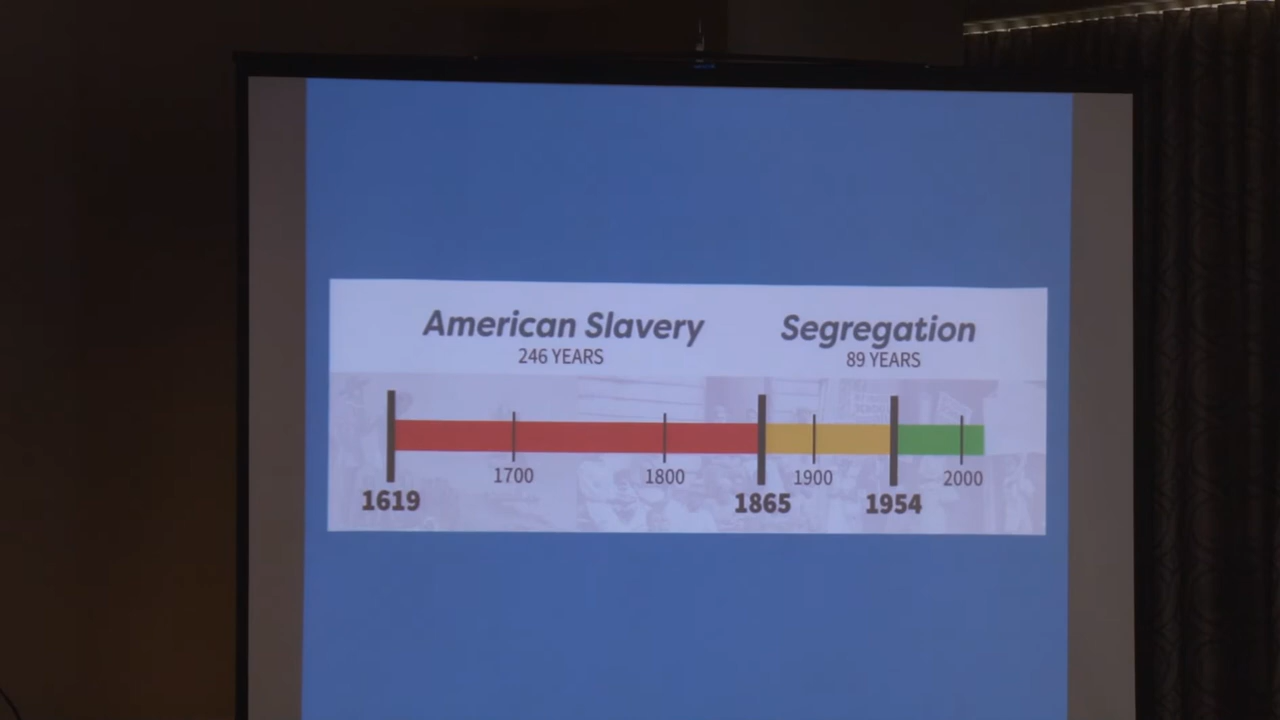 American Slavery
246 YEARS
Segregation
89 YEARS
1700
1800
1900
2000
1619
1865
1954